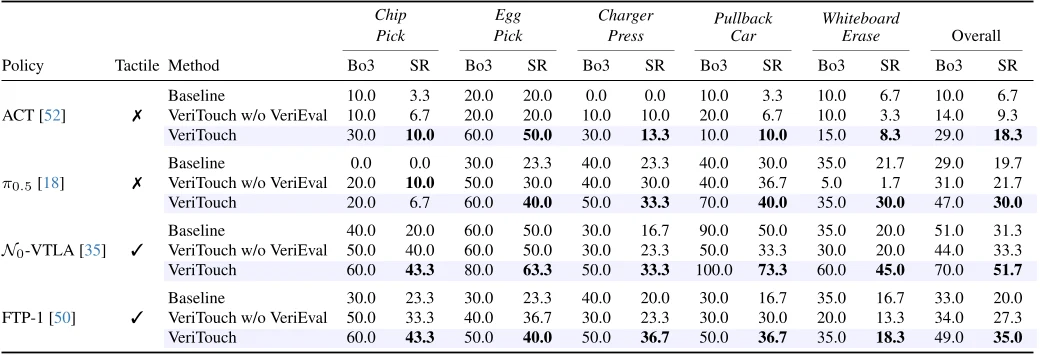 Chip Egg Charger Pullback Whiteboard
Pick Pick Press Car Erase Overall
Policy Tactile Method Bo3 SR Bo3 SR Bo3 SR Bo3 SR Bo3 SR Bo3 SR
Baseline 10.0 3.3 20.0 20.0 0.0 0.0 10.0 3.3 10.0 6.7 10.0 6.7
ACT [52] ✗ VeriTouch w/o VeriEval 10.0 6.7 20.0 20.0 10.0 10.0 20.0 6.7 10.0 3.3 14.0 9.3
VeriTouch 30.0 10.0 60.0 50.0 30.0 13.3 10.0 10.0 15.0 8.3 29.0 18.3
Baseline 0.0 0.0 30.0 23.3 40.0 23.3 40.0 30.0 35.0 21.7 29.0 19.7
π0.5 [18] ✗ VeriTouch w/o VeriEval 20.0 10.0 50.0 30.0 40.0 30.0 40.0 36.7 5.0 1.7 31.0 21.7
VeriTouch 20.0 6.7 60.0 40.0 50.0 33.3 70.0 40.0 35.0 30.0 47.0 30.0
Baseline 40.0 20.0 60.0 50.0 30.0 16.7 90.0 50.0 35.0 20.0 51.0 31.3
N0-VTLA [35] ✓ VeriTouch w/o VeriEval 50.0 40.0 60.0 50.0 30.0 23.3 50.0 33.3 30.0 20.0 44.0 33.3
VeriTouch 60.0 43.3 80.0 63.3 50.0 33.3 100.0 73.3 60.0 45.0 70.0 51.7
Baseline 30.0 23.3 30.0 23.3 40.0 20.0 30.0 16.7 35.0 16.7 33.0 20.0
FTP-1 [50] ✓ VeriTouch w/o VeriEval 50.0 33.3 40.0 36.7 30.0 23.3 30.0 30.0 20.0 13.3 34.0 27.3
VeriTouch 60.0 43.3 50.0 40.0 50.0 36.7 50.0 36.7 35.0 18.3 49.0 35.0